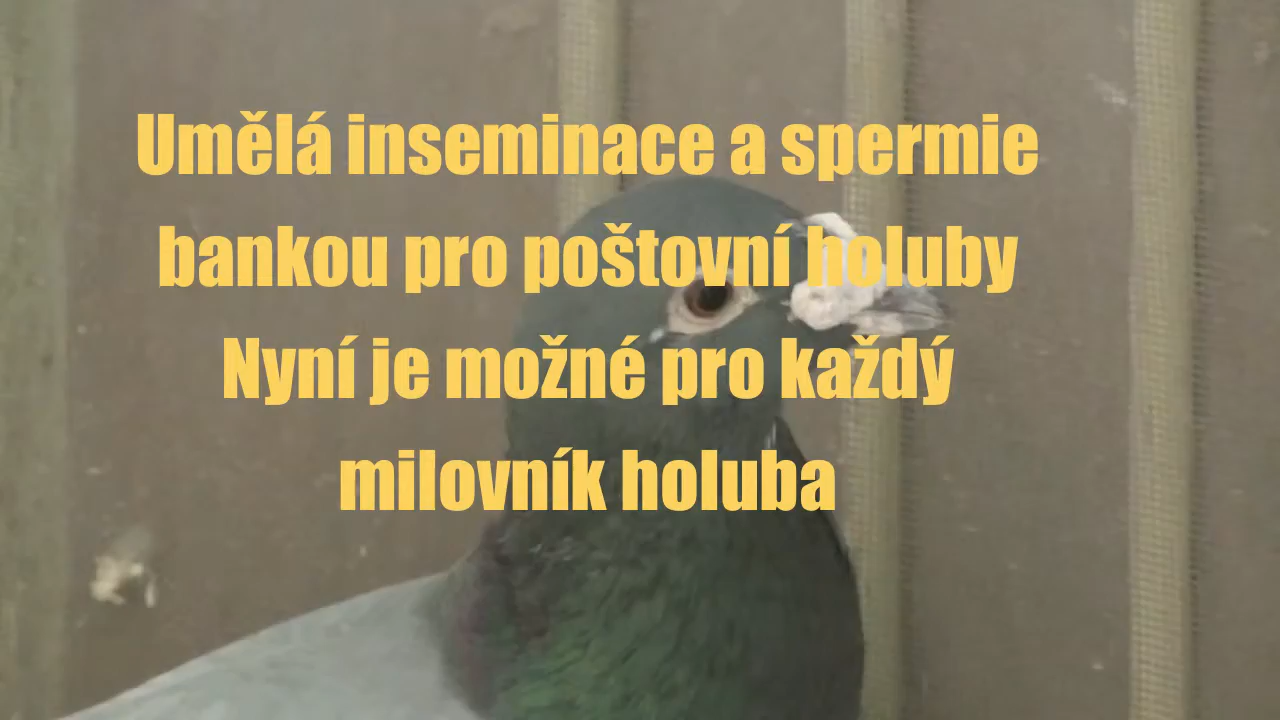 Umělá inseminace a spermie
bankou pro poštovní holuby
Nyní je možné pro každý
milovník holuba